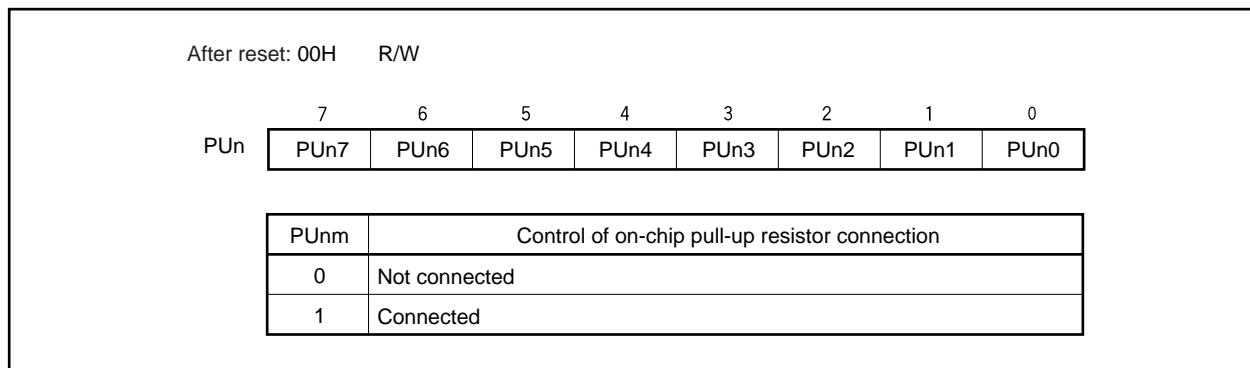 After reset: 00H R/W
7 6 5 4 3 2 1 0
PUn PUn7 PUn6 PUn5 PUn4 PUn3 PUn2 PUn1 PUn0
PUnm Control of on-chip pull-up resistor connection
0 Not connected
1 Connected